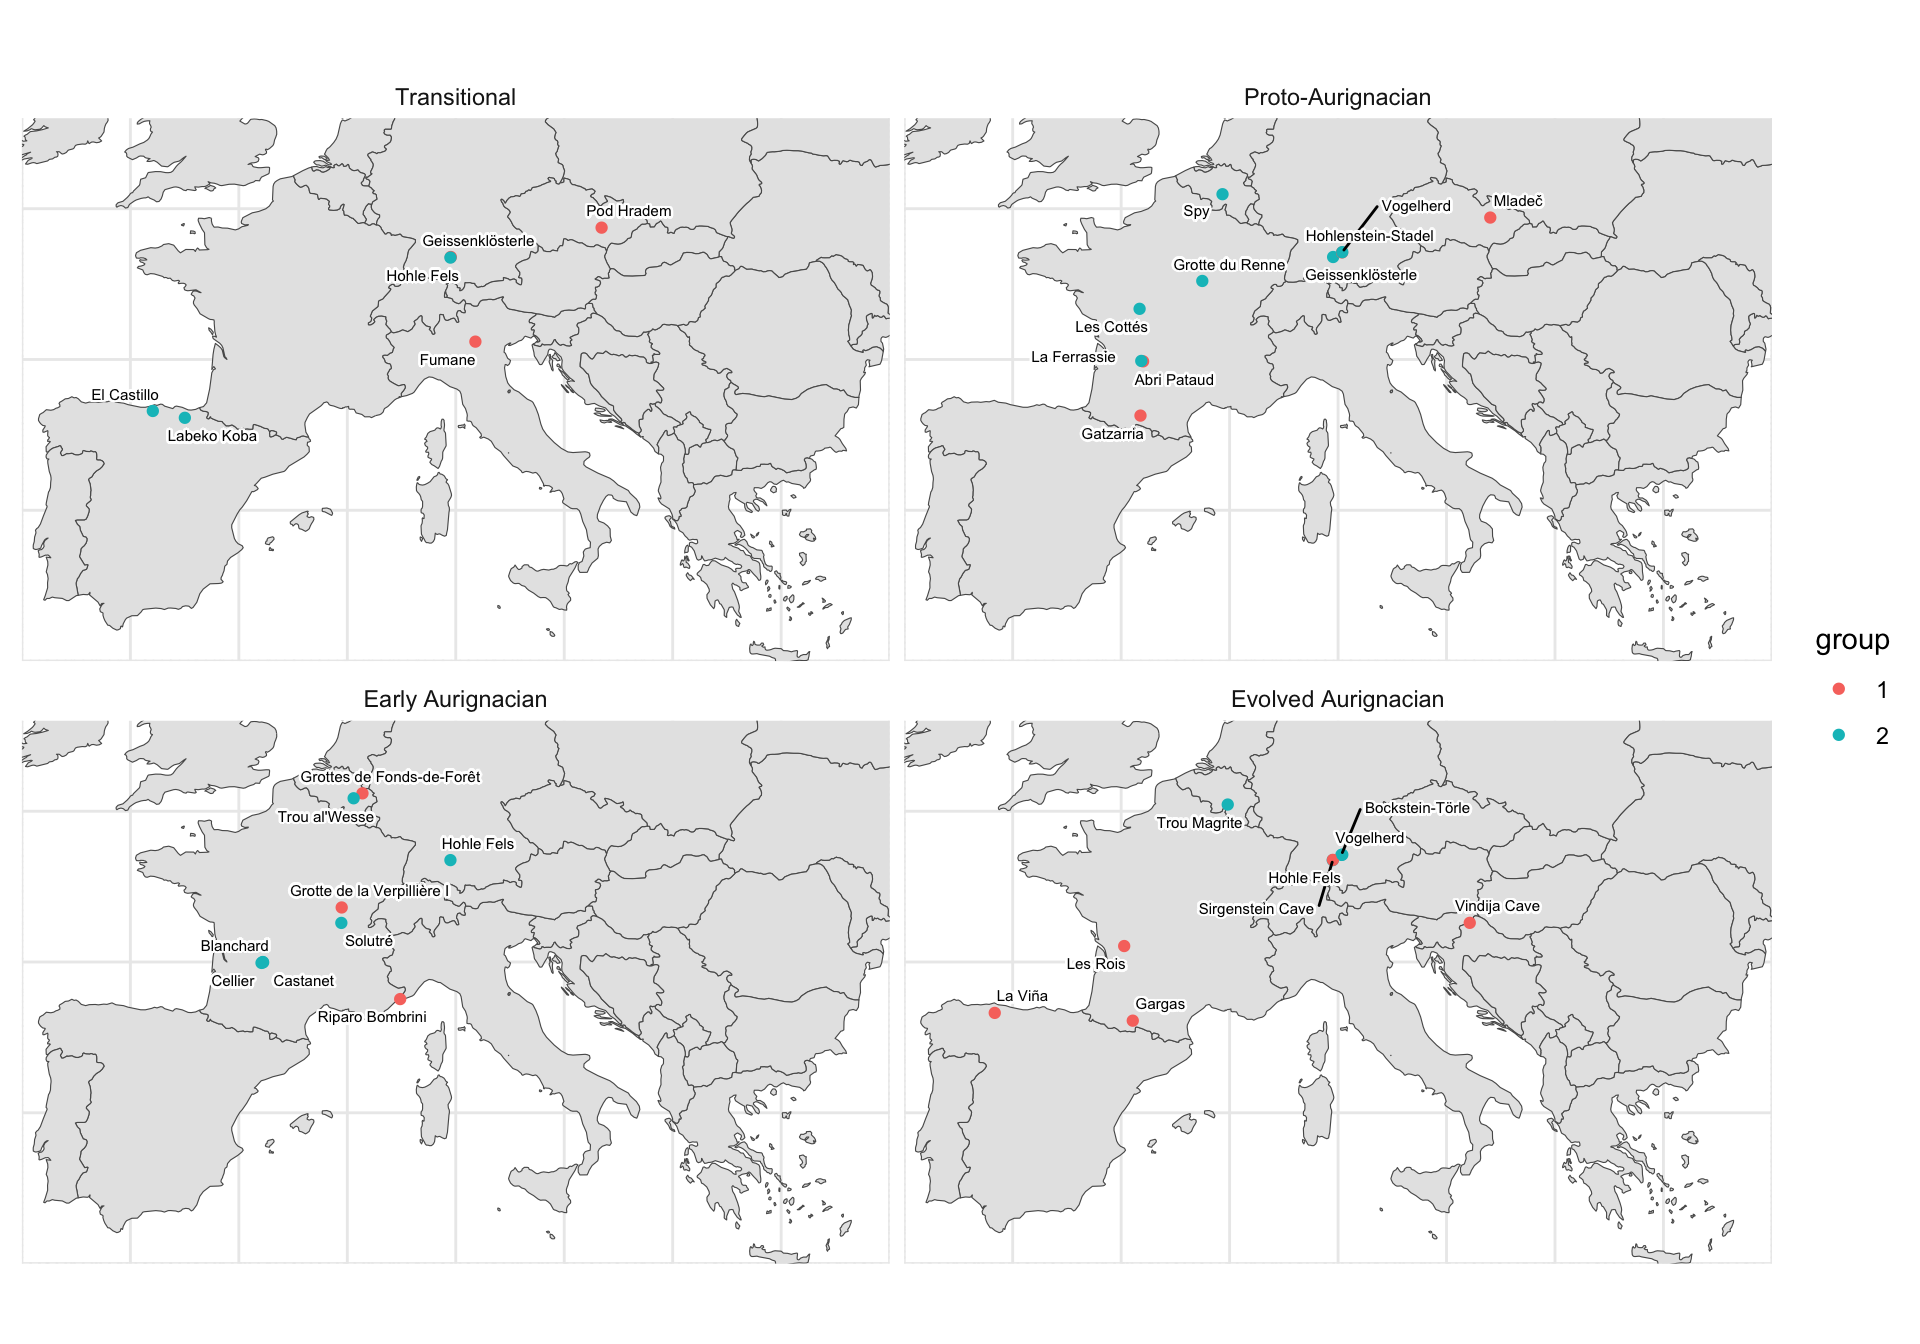 Transitional
Pod Hradem
Geissenklösterle
Hohle Fels
Fumane
El Castillo
Labeko Koba
Proto-Aurignacian
Mladeč
Vogelherd
Spy
Hohlenstein-Stadel
Grotte du Renne
Geissenklösterle
Les Cottés
La Ferrassie
Abri Pataud
Gatzarria
Early Aurignacian
Grottes de Fonds-de-Forêt
Trou al'Wesse
Hohle Fels
Grotte de la Verpillière I
Solutré
Blanchard
Cellier
Castanet
Riparo Bombrini
Evolved Aurignacian
Bockstein-Törle
Trou Magrite
Vogelherd
Hohle Fels
Sirgenstein Cave
Vindija Cave
Les Rois
La Viña
Gargas
group
1
2